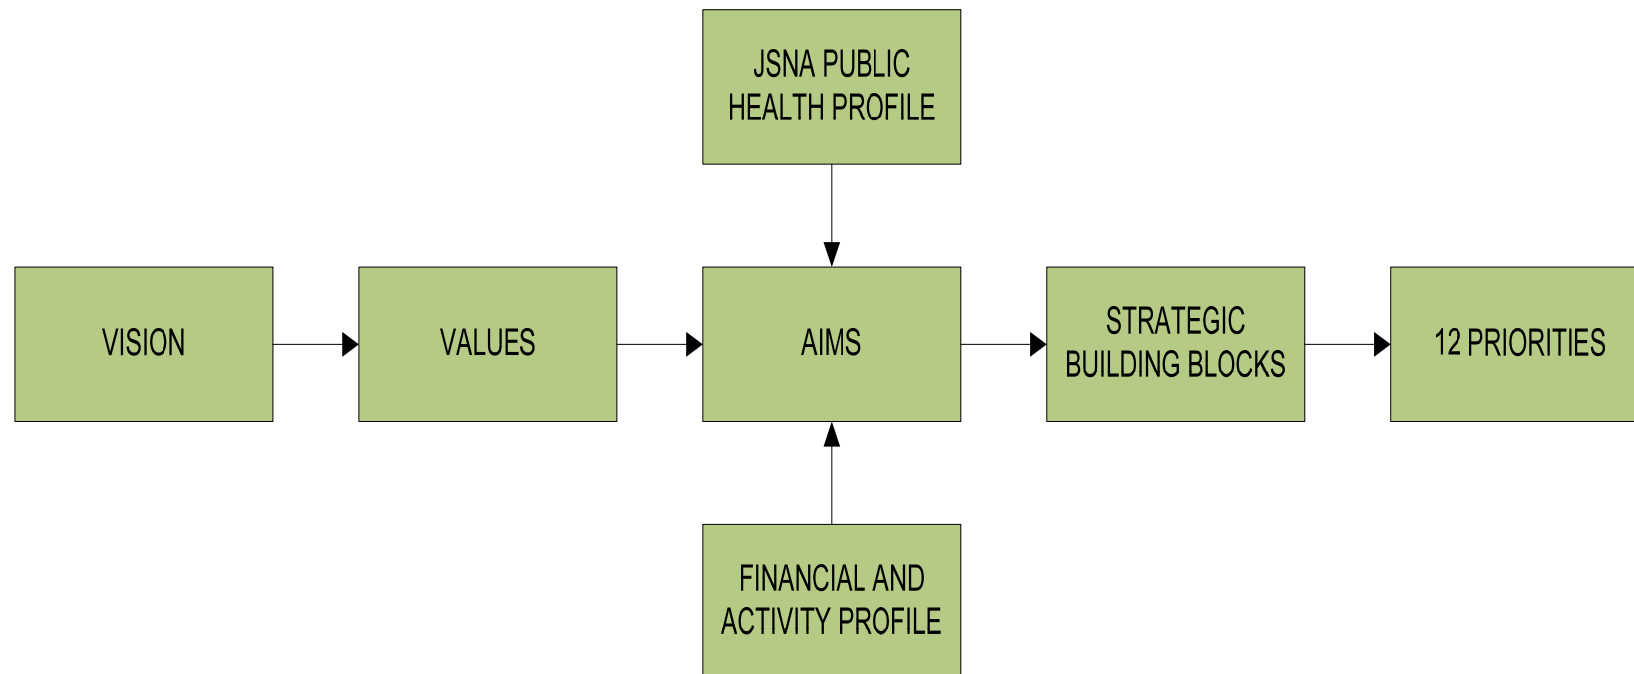 JSNA PUBLIC
HEALTH PROFILE
VISION
VALUES
AIMS
STRATEGIC
BUILDING BLOCKS
12 PRIORITIES
FINANCIAL AND
ACTIVITY PROFILE